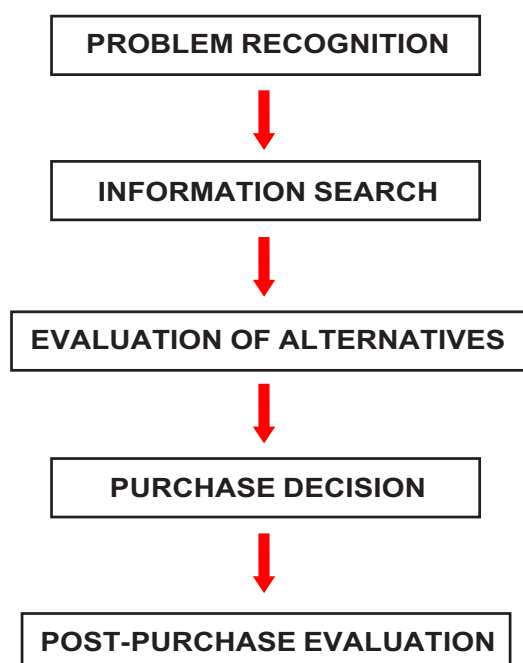 PROBLEM RECOGNITION
INFORMATION SEARCH
EVALUATION OF ALTERNATIVES
PURCHASE DECISION
POST-PURCHASE EVALUATION